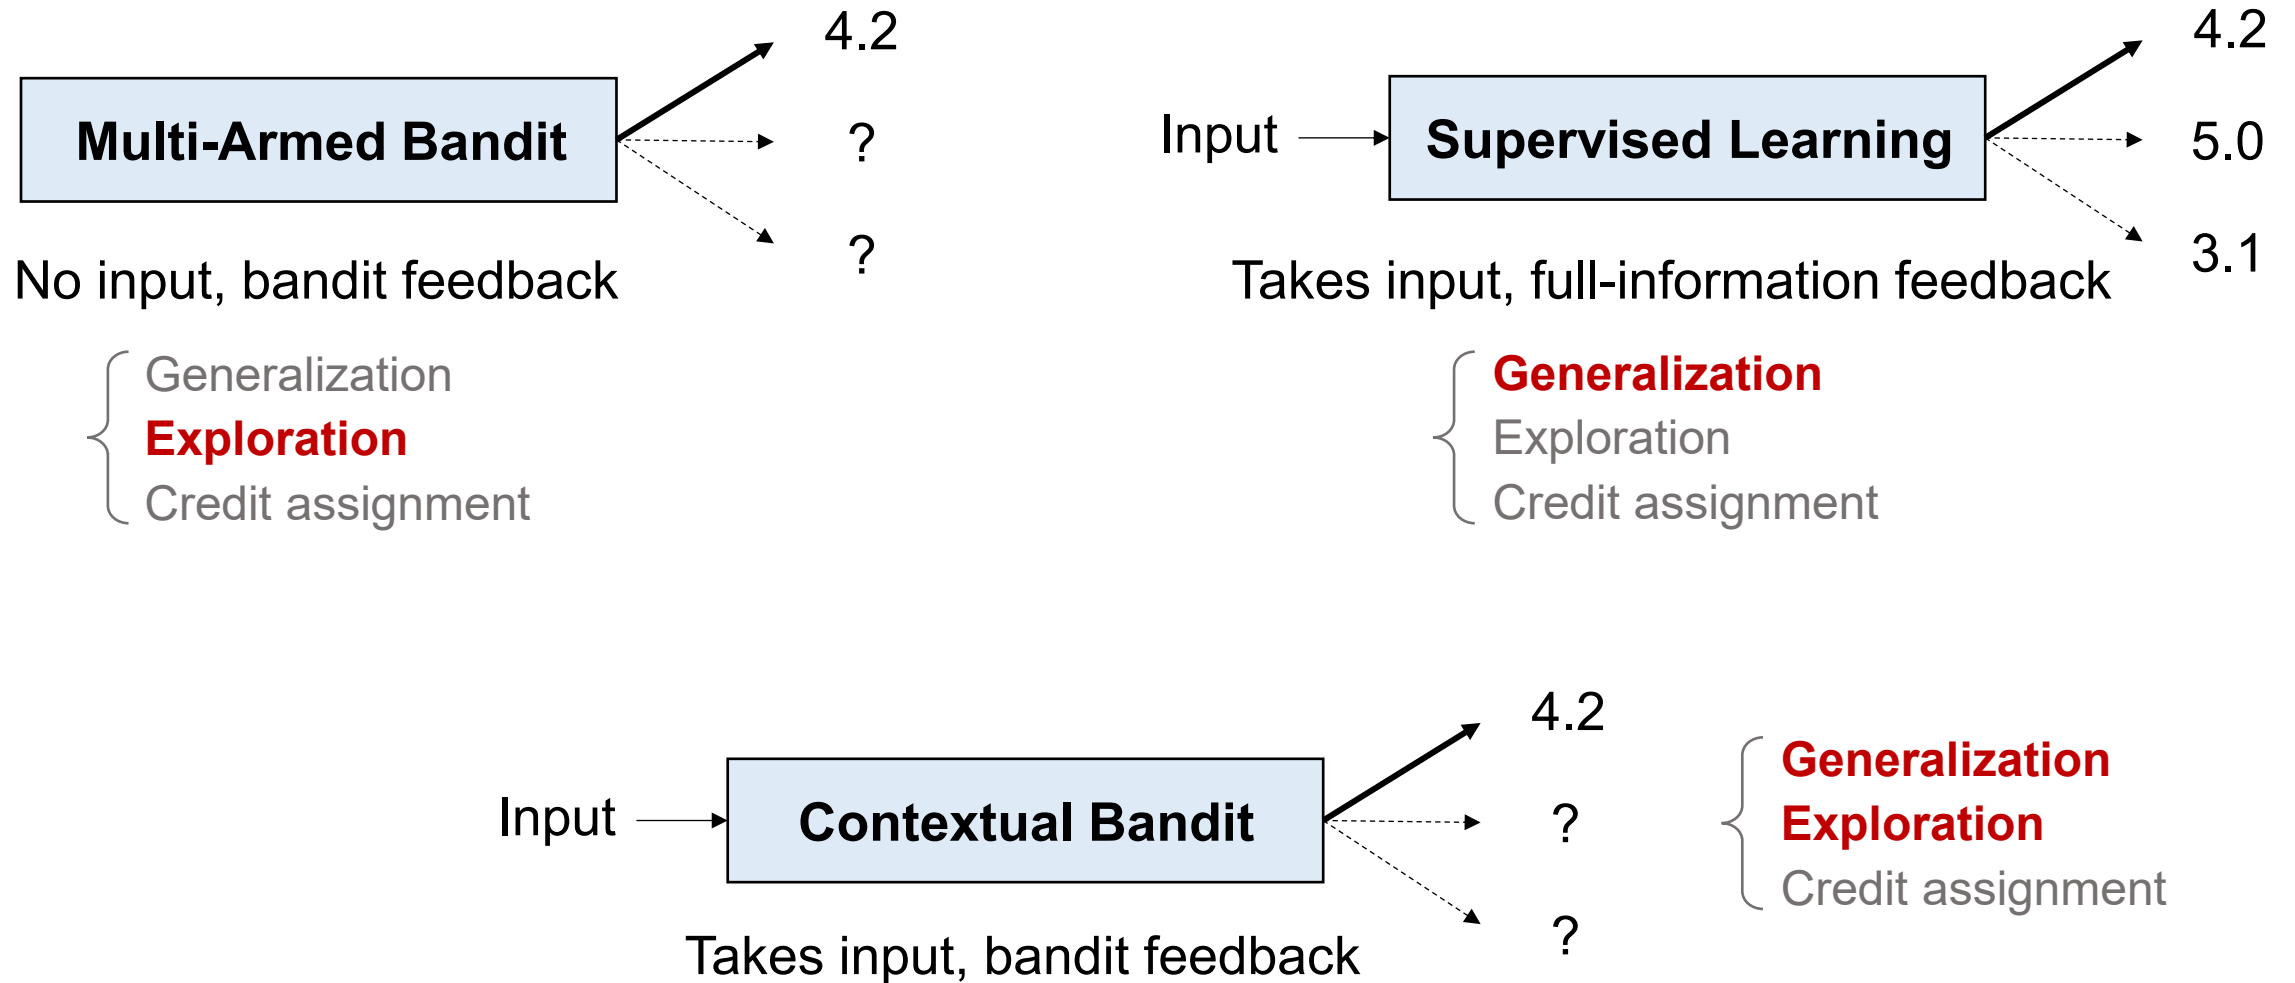 Multi-Armed Bandit
4.2
?
?
No input, bandit feedback
Generalization
Exploration
Credit assignment
Input
Supervised Learning
4.2
5.0
3.1
Takes input, full-information feedback
Generalization
Exploration
Credit assignment
Input
Contextual Bandit
4.2
?
?
Takes input, bandit feedback
Generalization
Exploration
Credit assignment